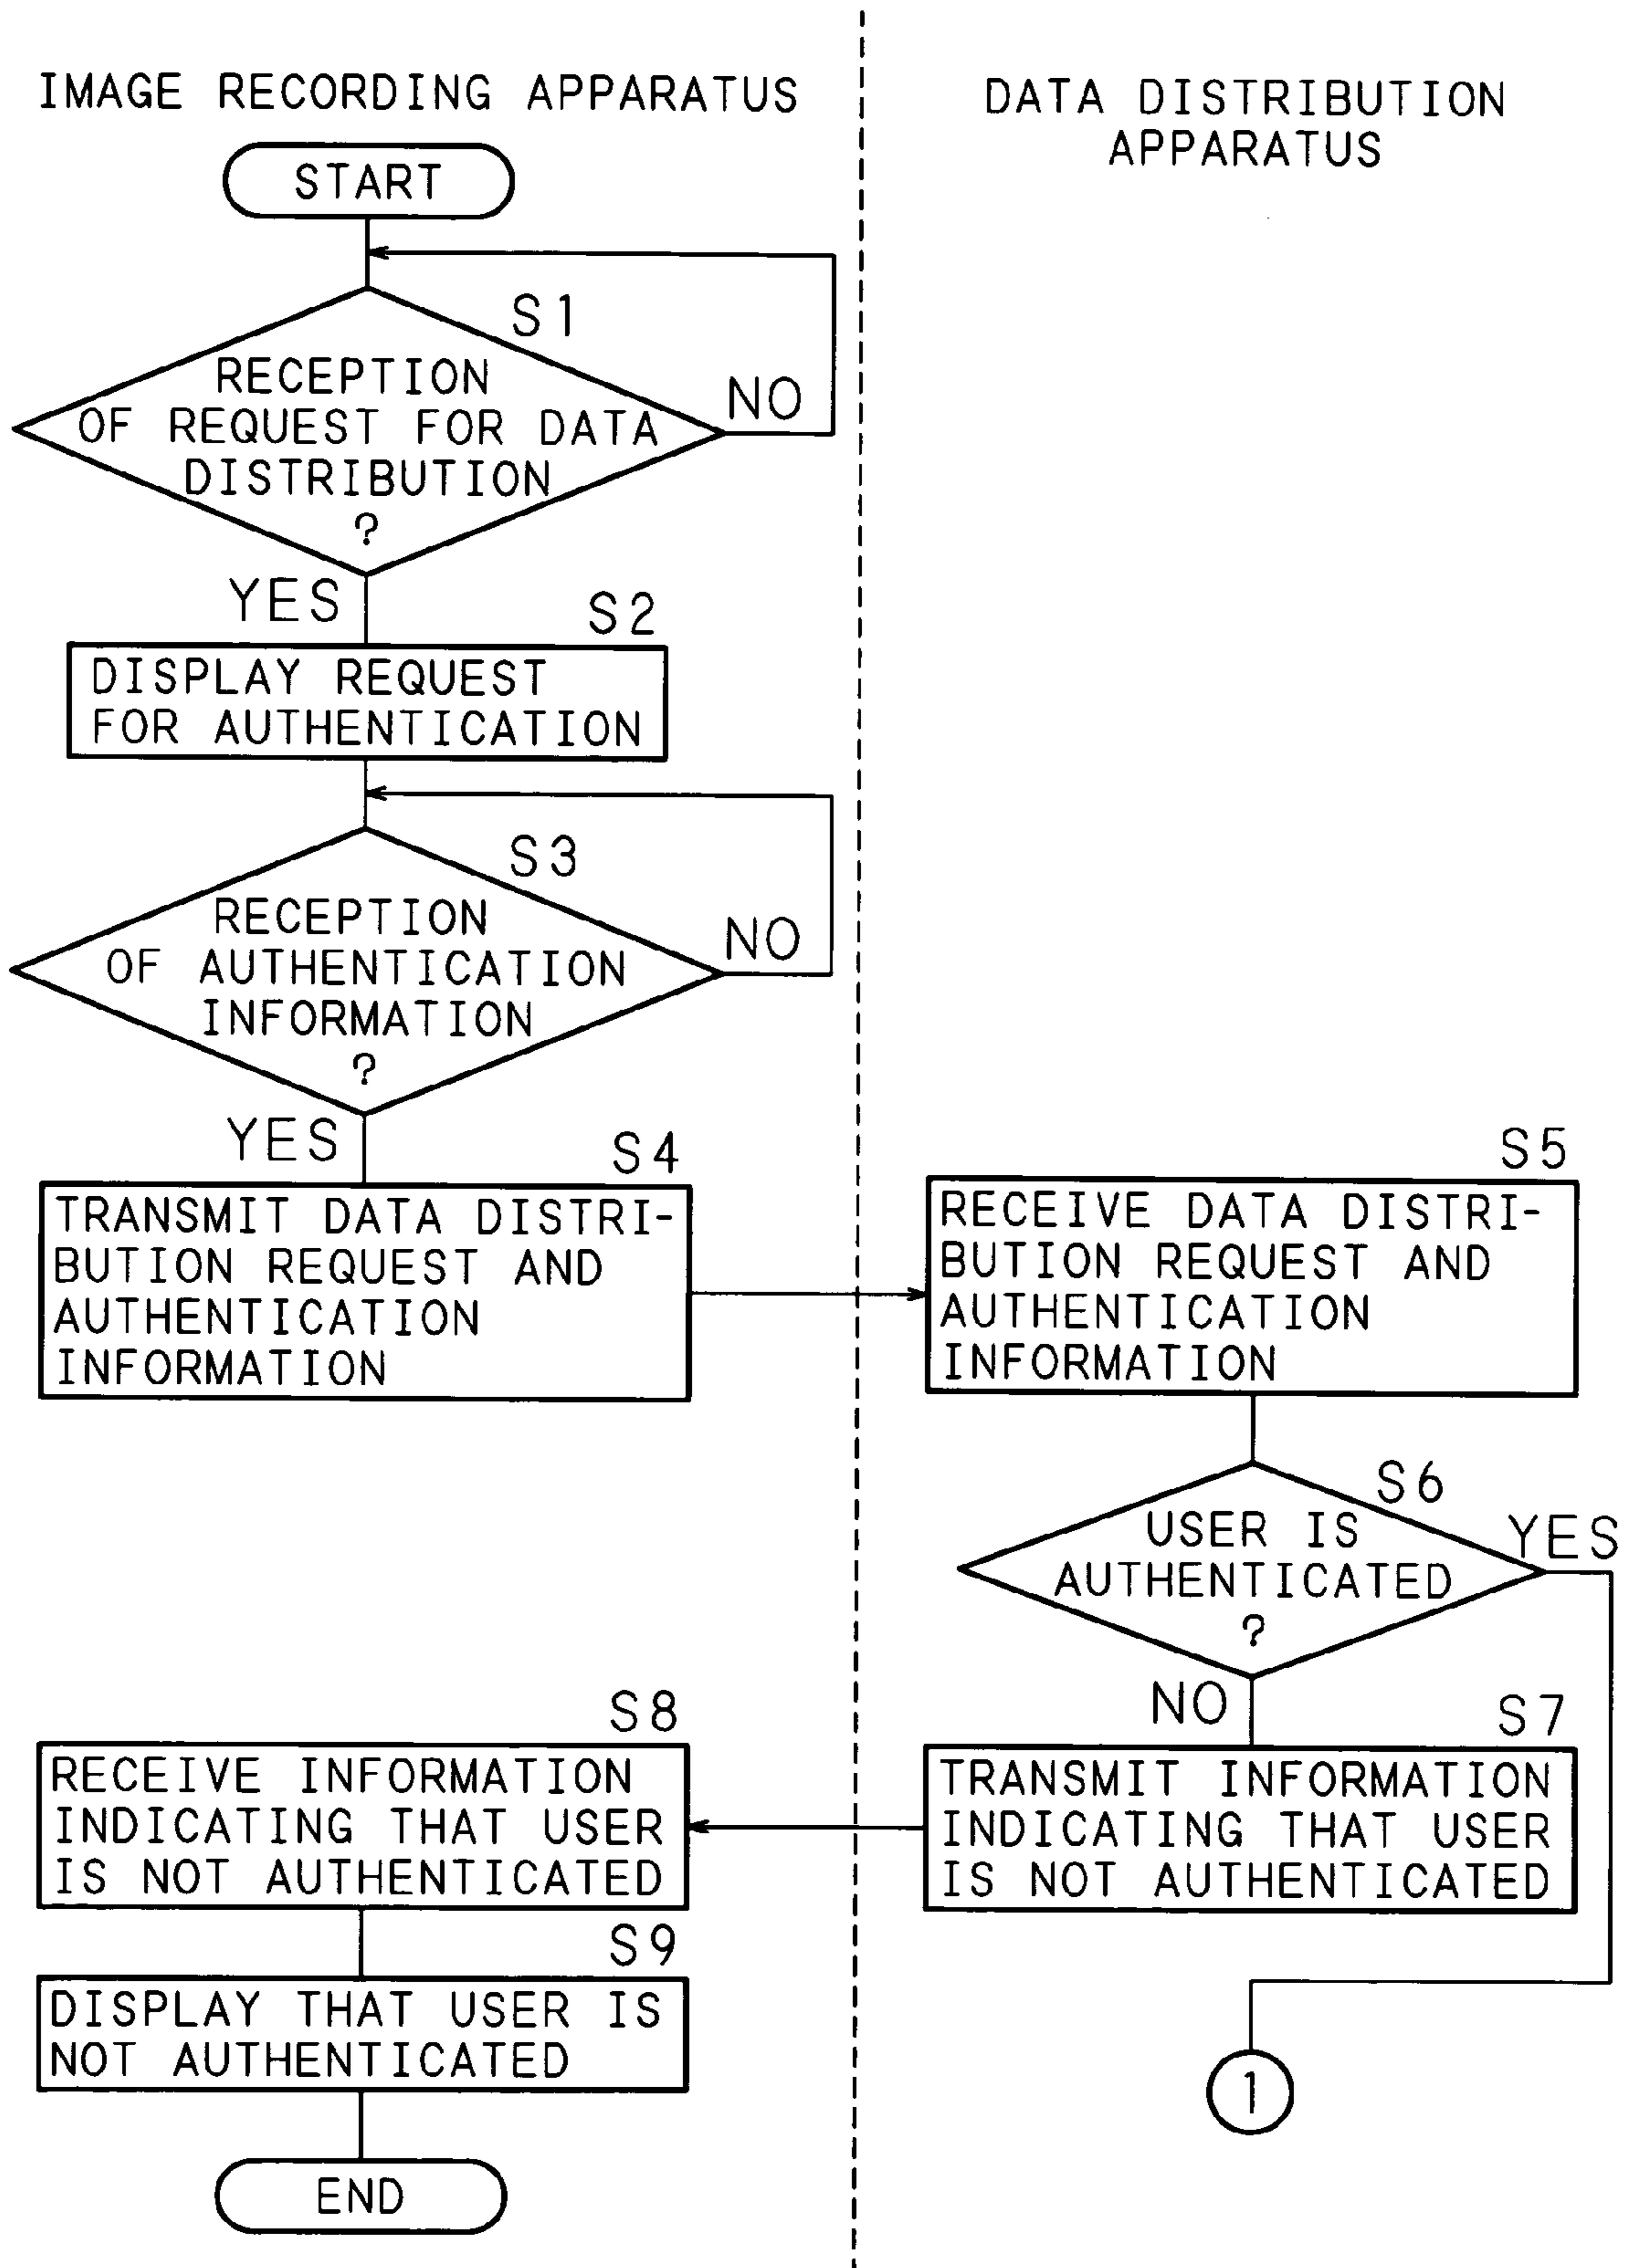 IMAGE RECORDING APPARATUS
DATA DISTRIBUTION
APPARATUS
START
S1
RECEPTION
OF REQUEST FOR DATA
DISTRIBUTION
?
NO
YES
S2
DISPLAY REQUEST
FOR AUTHENTICATION
S3
RECEPTION
OF AUTHENTICATION
INFORMATION
?
NO
YES
S4
TRANSMIT DATA DISTRI-
BUTION REQUEST AND
AUTHENTICATION
INFORMATION
S5
RECEIVE DATA DISTRI-
BUTION REQUEST AND
AUTHENTICATION
INFORMATION
S6
USER IS
AUTHENTICATED
?
YES
NO
S7
TRANSMIT INFORMATION
INDICATING THAT USER
IS NOT AUTHENTICATED
S8
RECEIVE INFORMATION
INDICATING THAT USER
IS NOT AUTHENTICATED
S9
DISPLAY THAT USER IS
NOT AUTHENTICATED
END
1